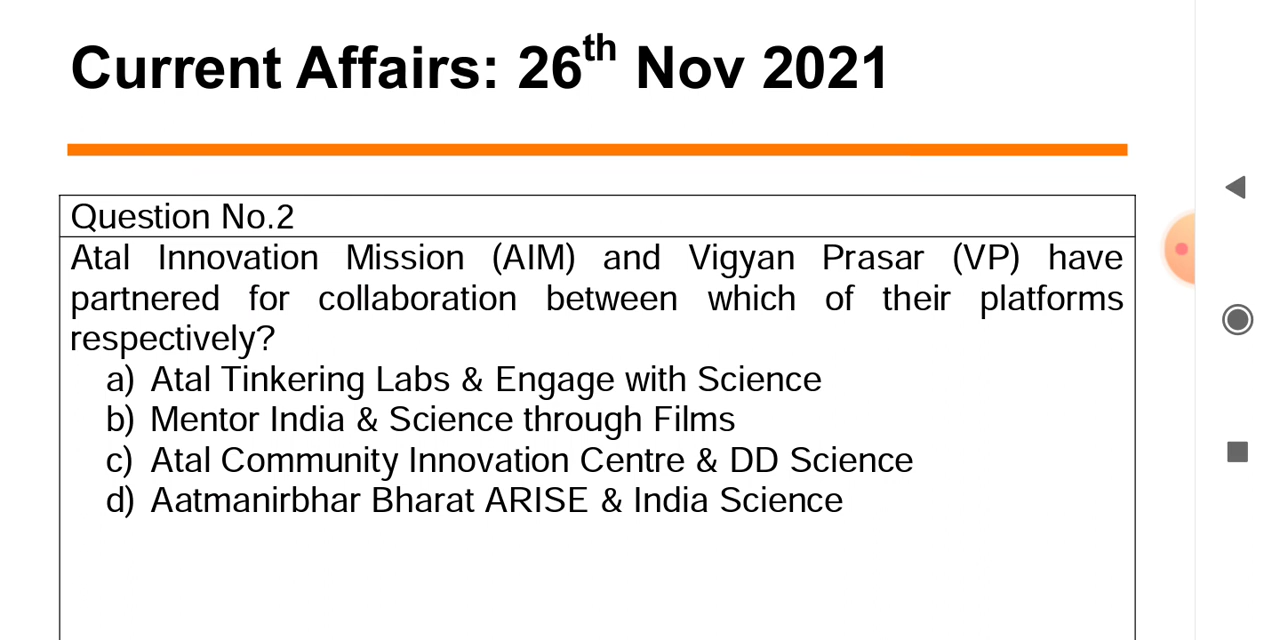 Current Affairs: 26th Nov 2021
Question No.2
Atal Innovation Mission (AIM) and Vigyan Prasar (VP) have
partnered for collaboration between which of their platforms
respectively?
a) Atal Tinkering Labs & Engage with Science
b) Mentor India & Science through Films
c) Atal Community Innovation Centre & DD Science
d) Aatmanirbhar Bharat ARISE & India Science